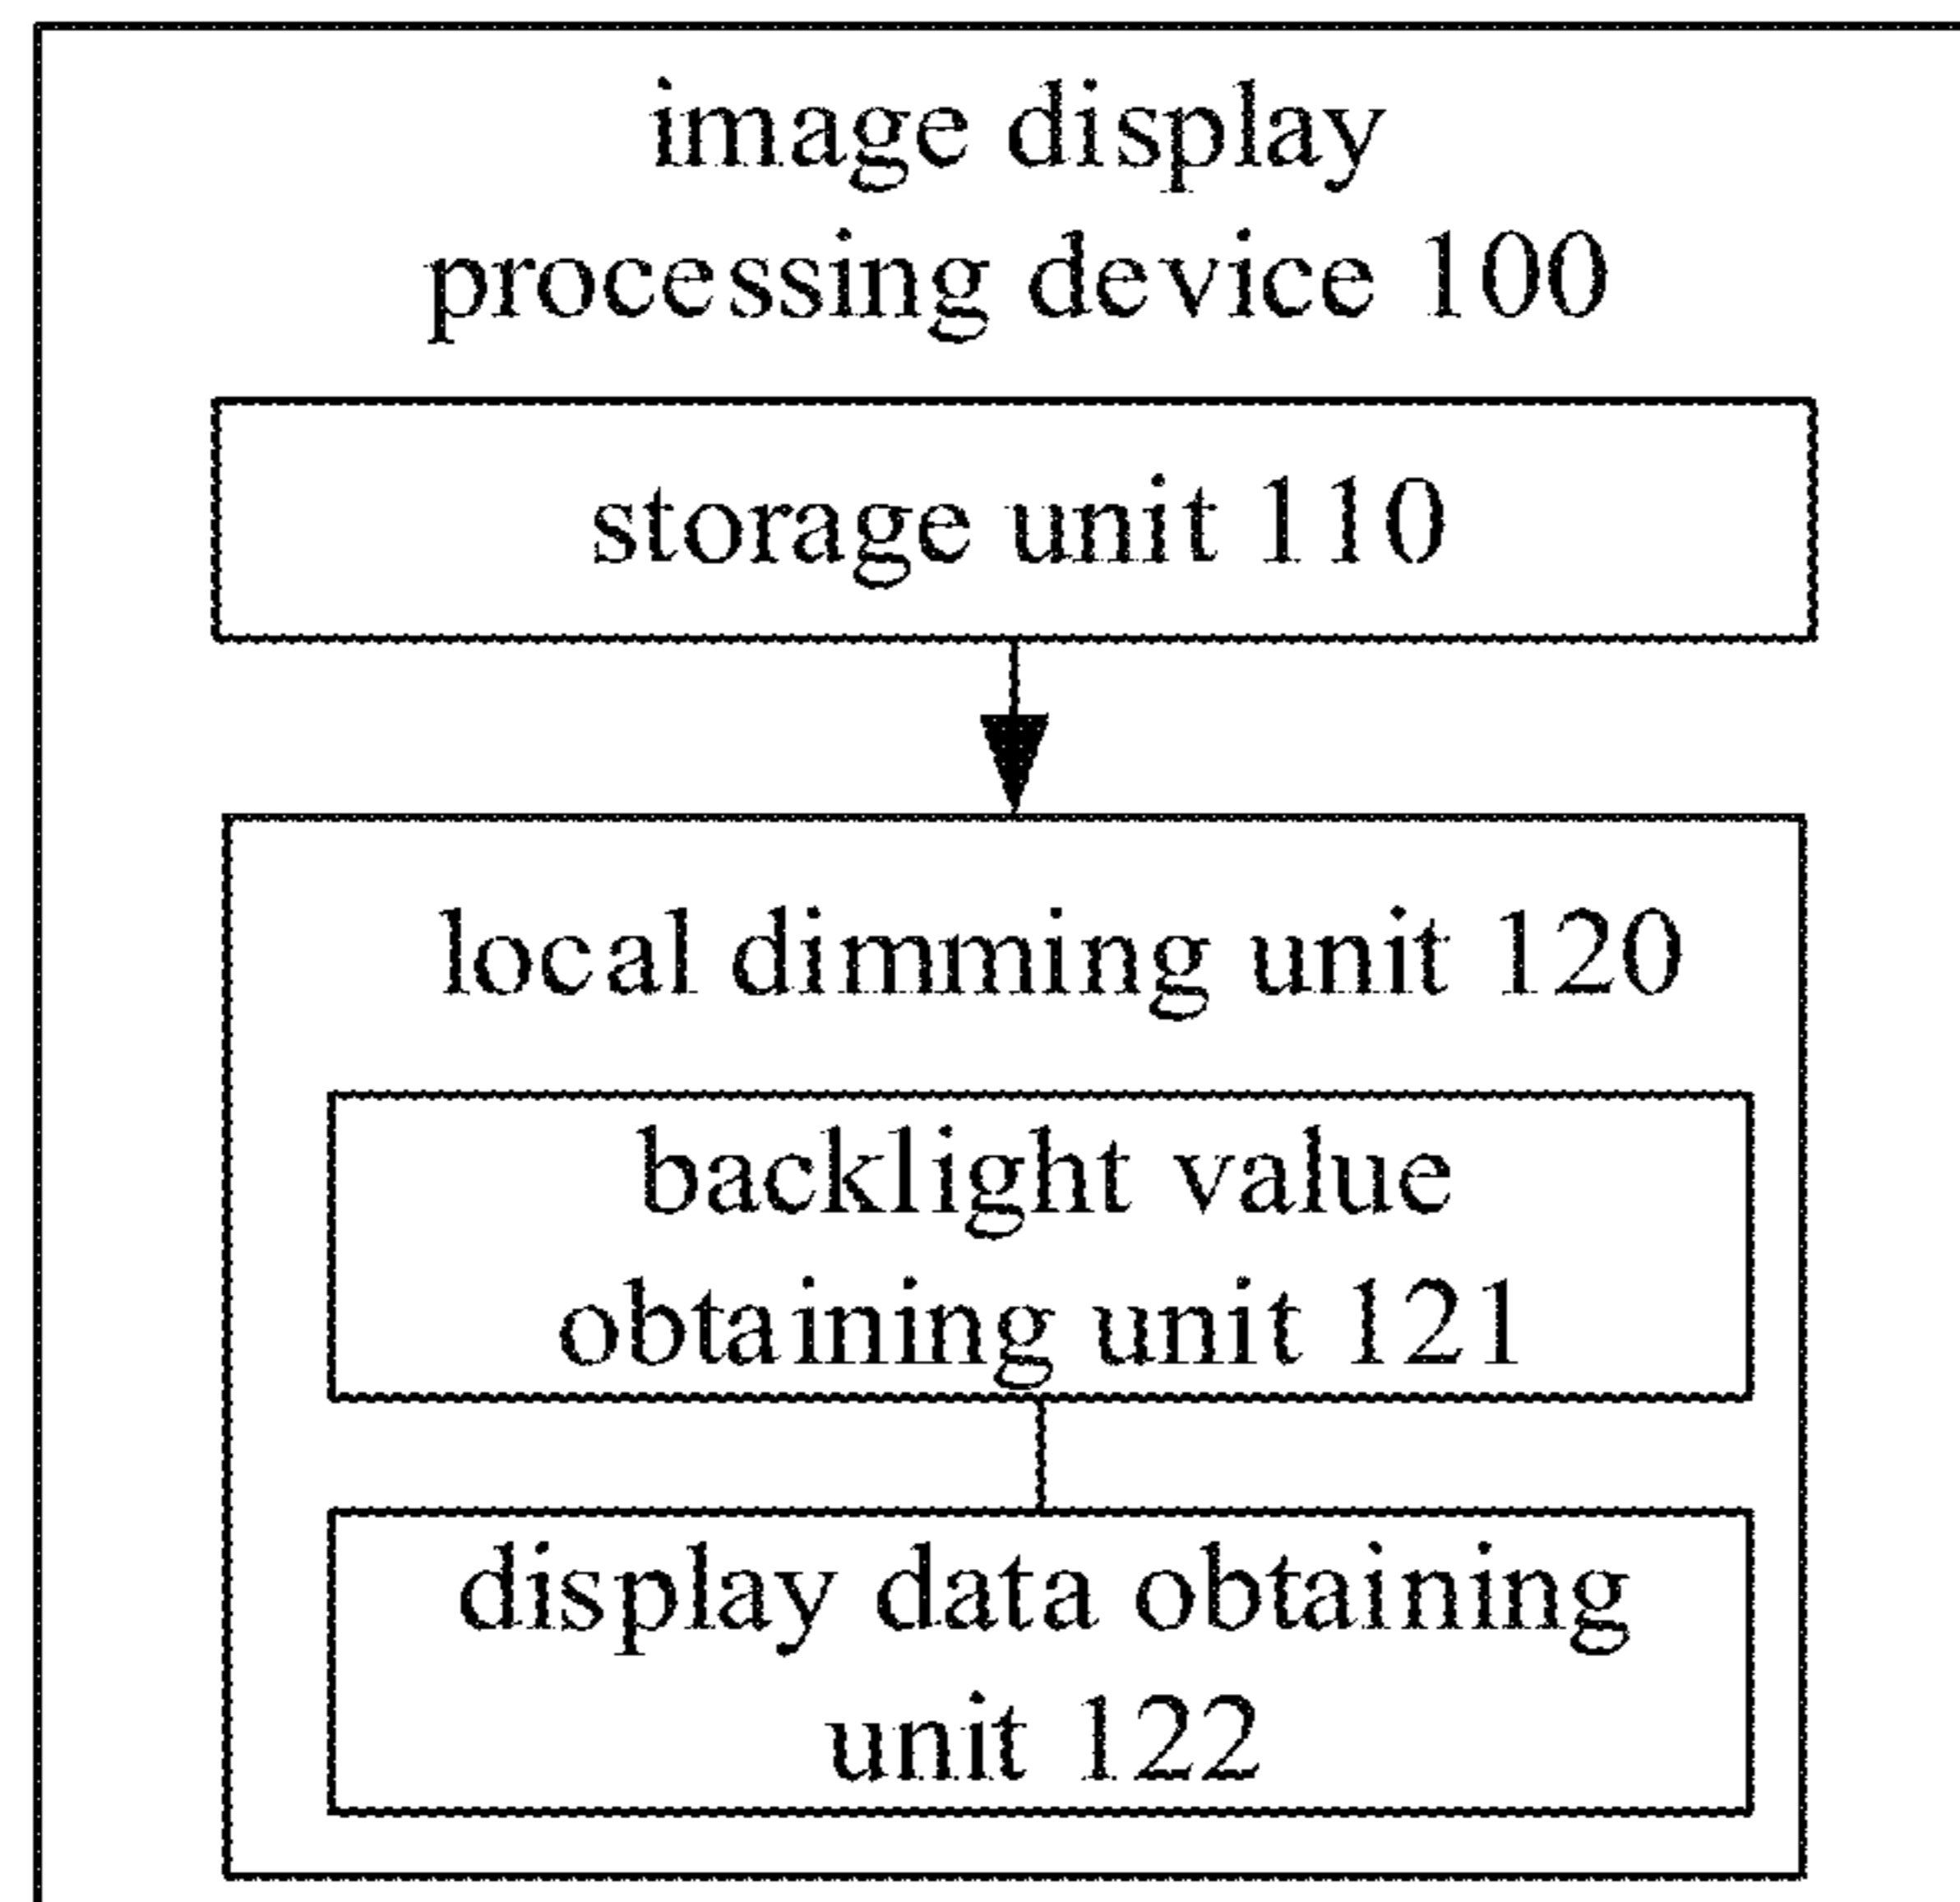 image display
processing device 100
storage unit 110
local dimming unit 120
backlight value
obtaining unit 121
display data obtaining
unit 122